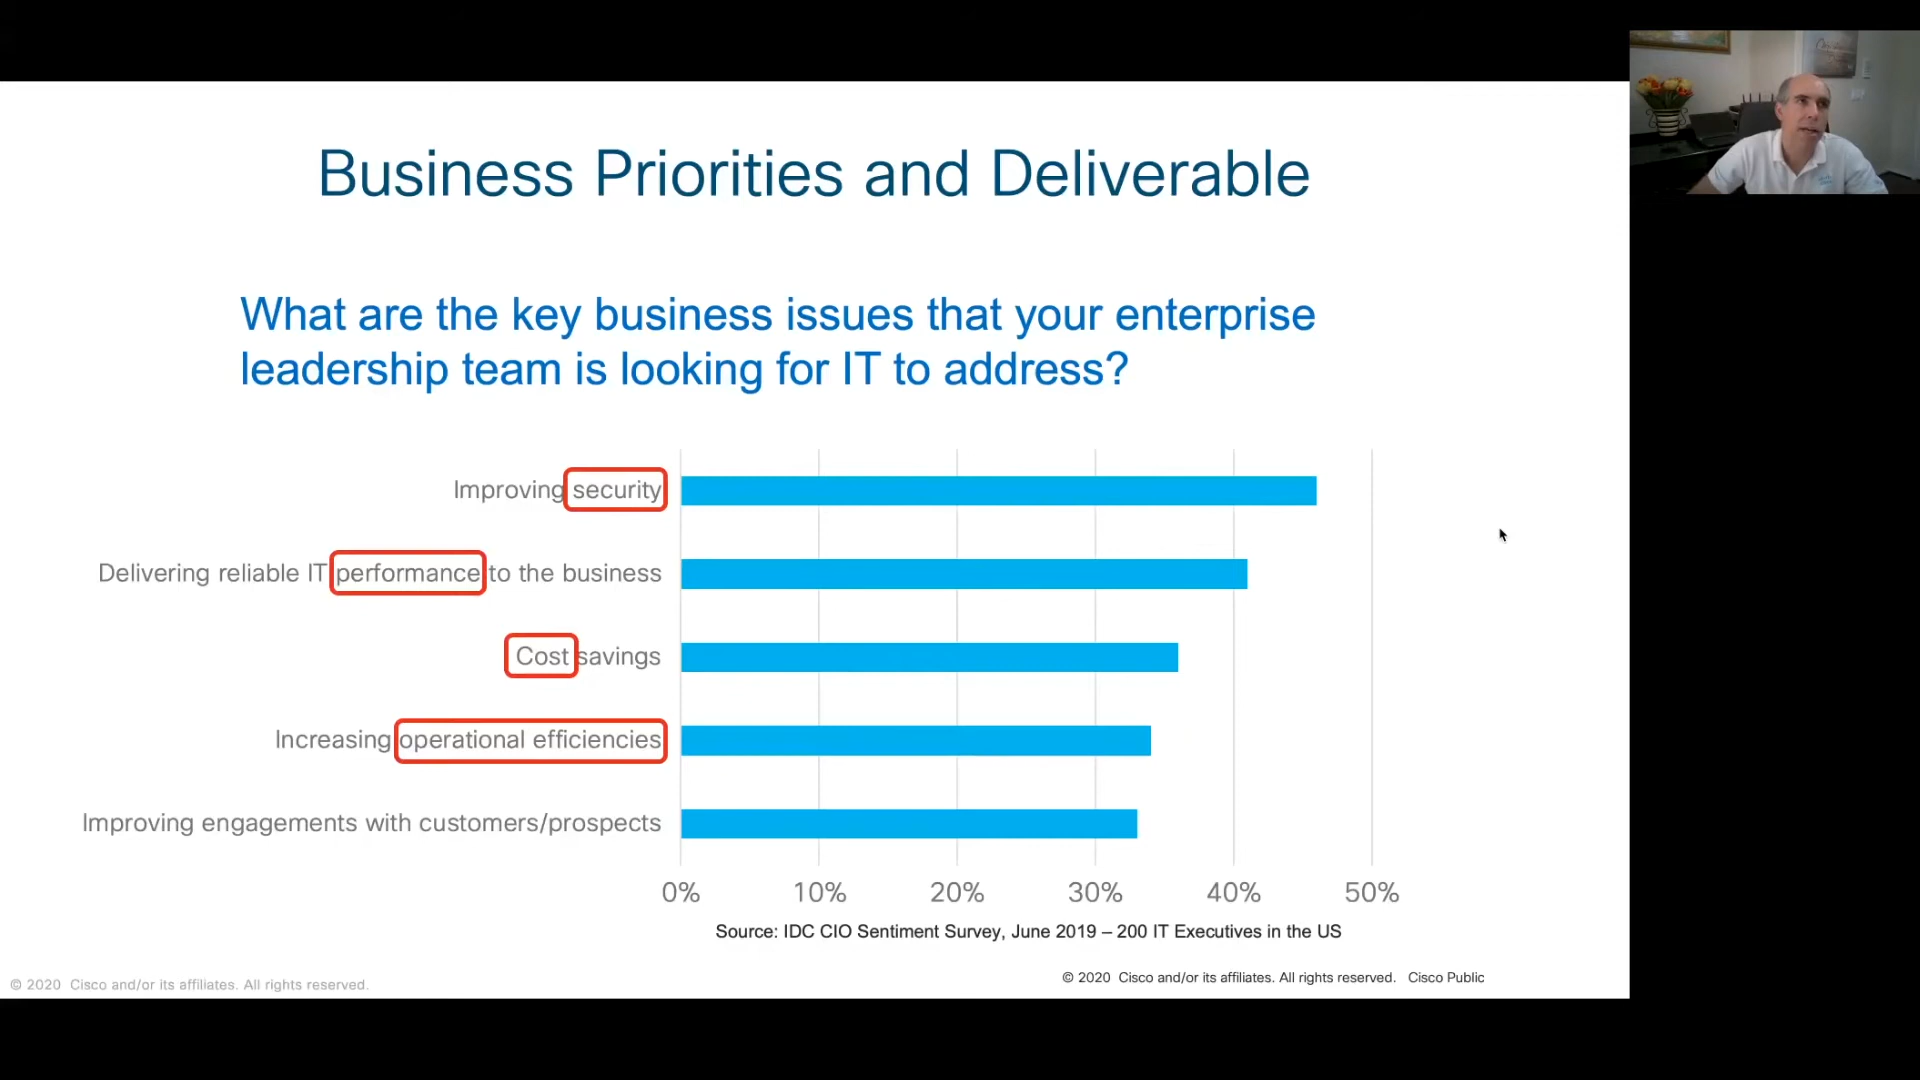 Business Priorities and Deliverable
What are the key business issues that your enterprise
leadership team is looking for IT to address?
Improving security
Delivering reliable IT performance to the business
Cost savings
Increasing operational efficiencies
Improving engagements with customers/prospects
0% 10% 20% 30% 40% 50%
Source: IDC CIO Sentiment Survey, June 2019 – 200 IT Executives in the US
© 2020 Cisco and/or its affiliates. All rights reserved. Cisco Public
© 2020 Cisco and/or its affiliates. All rights reserved.